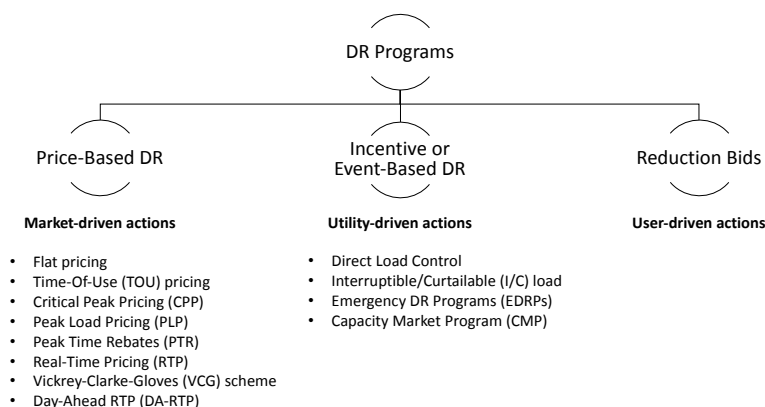 DR Programs
Price-Based DR
Incentive or
Event-Based DR
Reduction Bids
Market-driven actions
• Flat pricing
• Time-Of-Use (TOU) pricing
• Critical Peak Pricing (CPP)
• Peak Load Pricing (PLP)
• Peak Time Rebates (PTR)
• Real-Time Pricing (RTP)
• Vickrey-Clarke-Gloves (VCG) scheme
• Day-Ahead RTP (DA-RTP)
Utility-driven actions
• Direct Load Control
• Interruptible/Curtailable (I/C) load
• Emergency DR Programs (EDRPs)
• Capacity Market Program (CMP)
User-driven actions